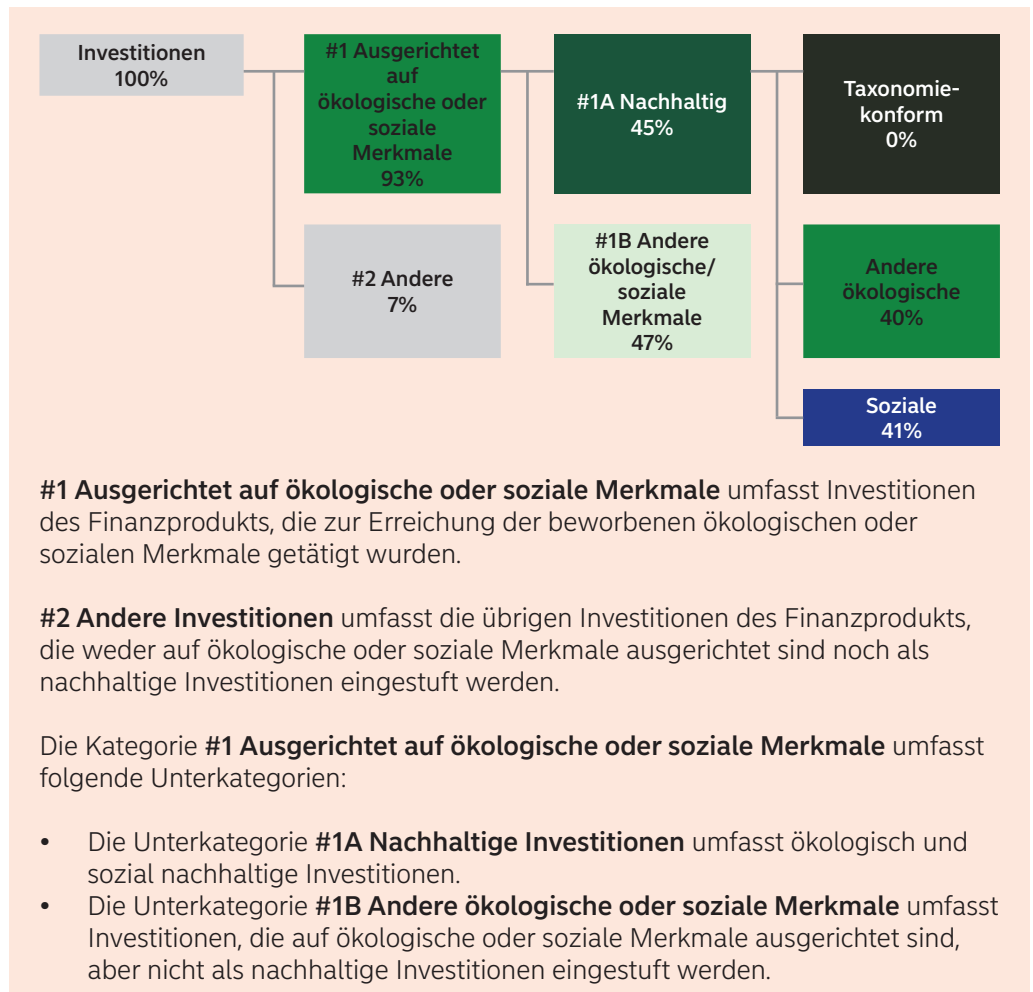 Investitionen
100%
#1 Ausgerichtet
auf
ökologische oder
soziale
Merkmale
93%
#1A Nachhaltig
45%
Taxonomie-
konform
0%
#2 Andere
7%
#1B Andere
ökologische/
soziale
Merkmale
47%
Andere
ökologische
40%
Soziale
41%
#1 Ausgerichtet auf ökologische oder soziale Merkmale umfasst Investitionen
des Finanzprodukts, die zur Erreichung der beworbenen ökologischen oder
sozialen Merkmale getätigt wurden.
#2 Andere Investitionen umfasst die übrigen Investitionen des Finanzprodukts,
die weder auf ökologische oder soziale Merkmale ausgerichtet sind noch als
nachhaltige Investitionen eingestuft werden.
Die Kategorie #1 Ausgerichtet auf ökologische oder soziale Merkmale umfasst
folgende Unterkategorien:
• Die Unterkategorie #1A Nachhaltige Investitionen umfasst ökologisch und
sozial nachhaltige Investitionen.
• Die Unterkategorie #1B Andere ökologische oder soziale Merkmale umfasst
Investitionen, die auf ökologische oder soziale Merkmale ausgerichtet sind,
aber nicht als nachhaltige Investitionen eingestuft werden.